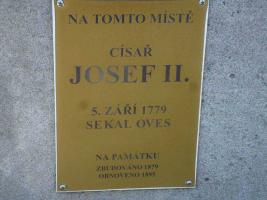 NA TOMTO MÍSTĚ
CÍSAŘ
JOSEF II.
5. ZÁŘÍ 1779
SEKAL OVES
NA PAMÁTKU
ZBUDOVÁNO 1879
OBNOVENO 1895